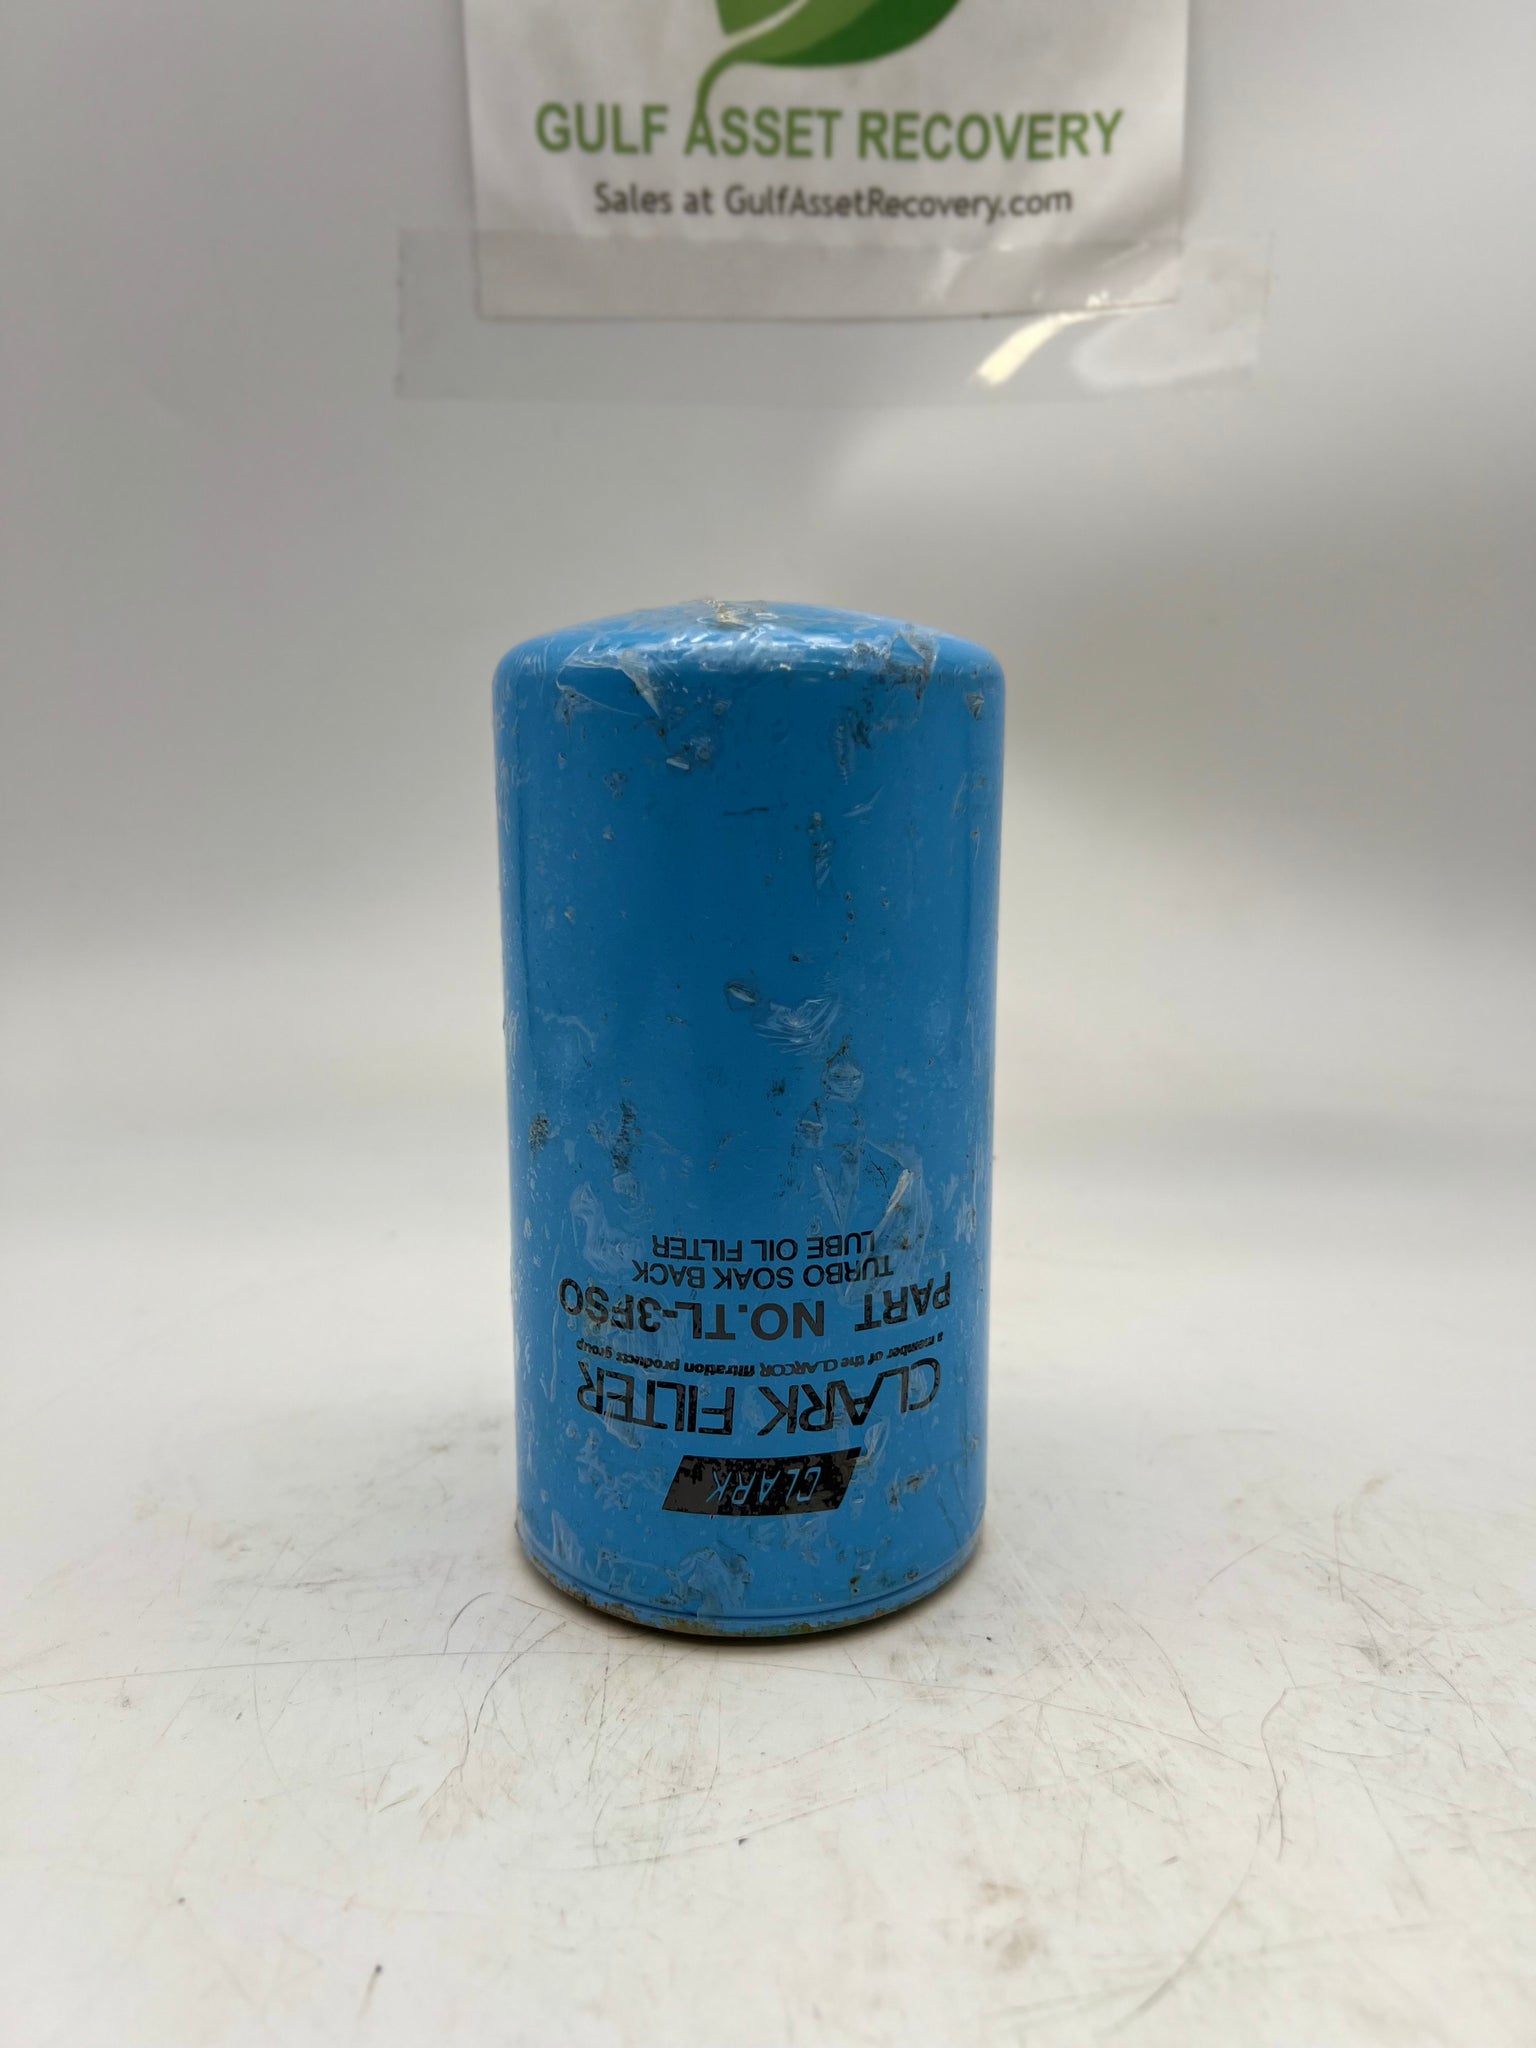 GULF ASSET RECOVERY
Sales at GulfAssetRecovery.com
CLARK
CLARK FILTER
a member of the CLARCOR filtration products group
PART NO. TL-3FSO
TURBO SOAK BACK
LUBE OIL FILTER